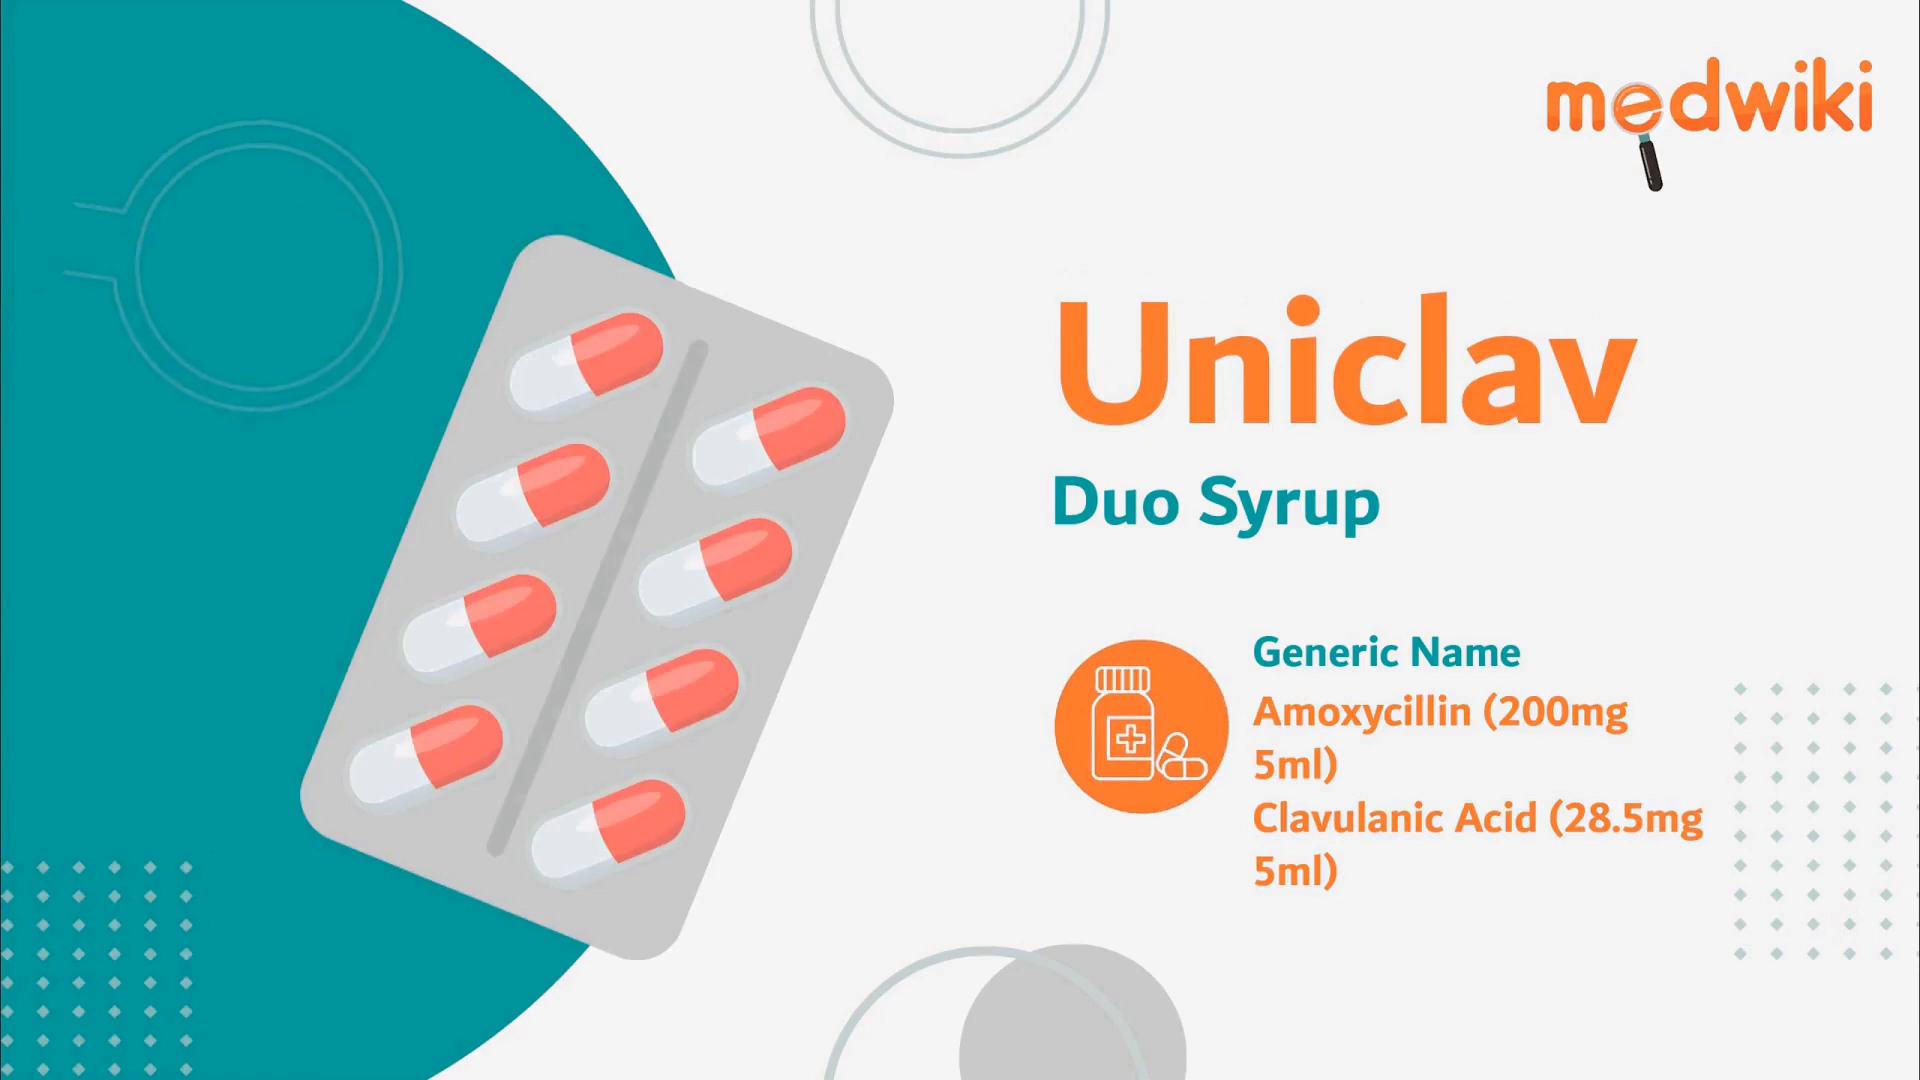 medwiki
Uniclav
Duo Syrup
Generic Name
Amoxycillin (200mg
5ml)
Clavulanic Acid (28.5mg
5ml)